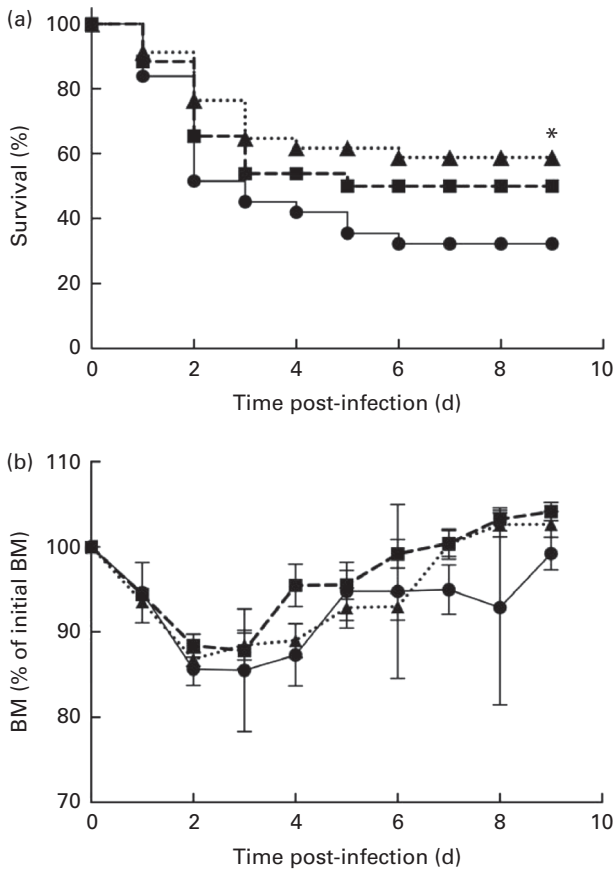 (a)
100
80
60
40
20
0
Survival (%)
*
0 2 4 6 8 10
Time post-infection (d)
(b)
110
100
90
80
70
BM (% of initial BM)
0 2 4 6 8 10
Time post-infection (d)